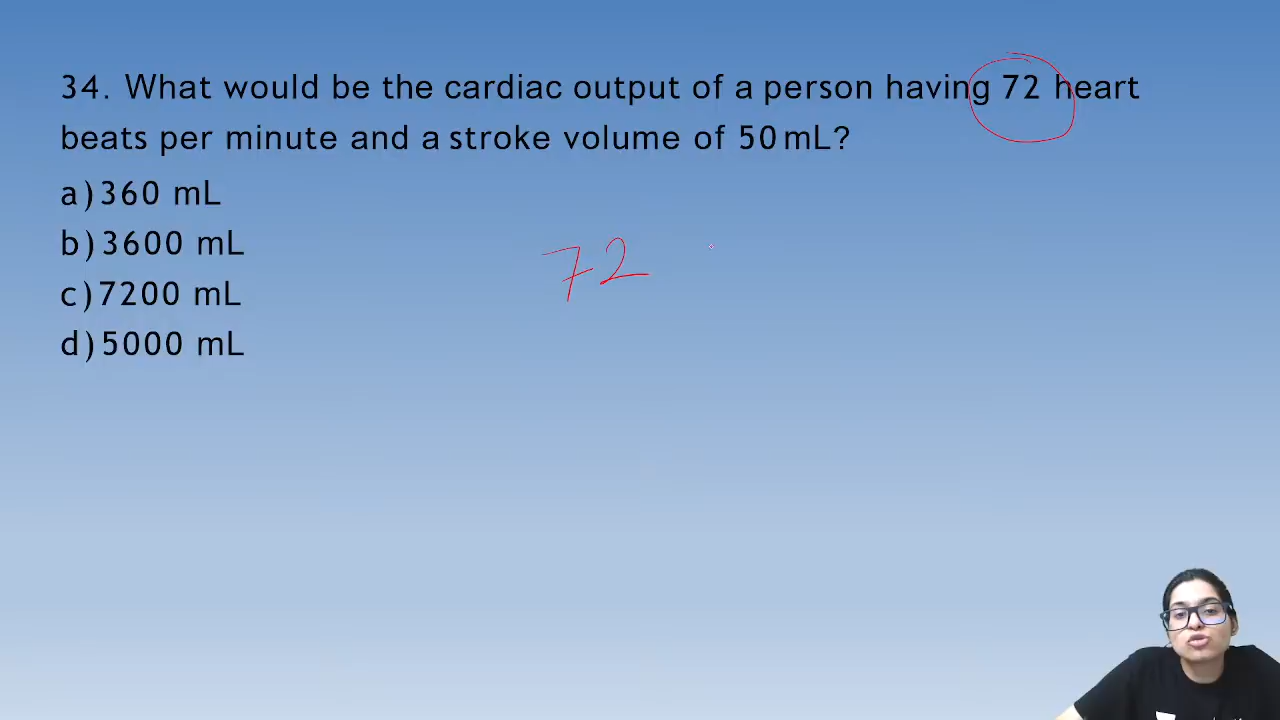 34. What would be the cardiac output of a person having 72 heart
beats per minute and a stroke volume of 50 mL?
a)360 mL
b)3600 mL
72
c)7200 mL
d)5000 mL